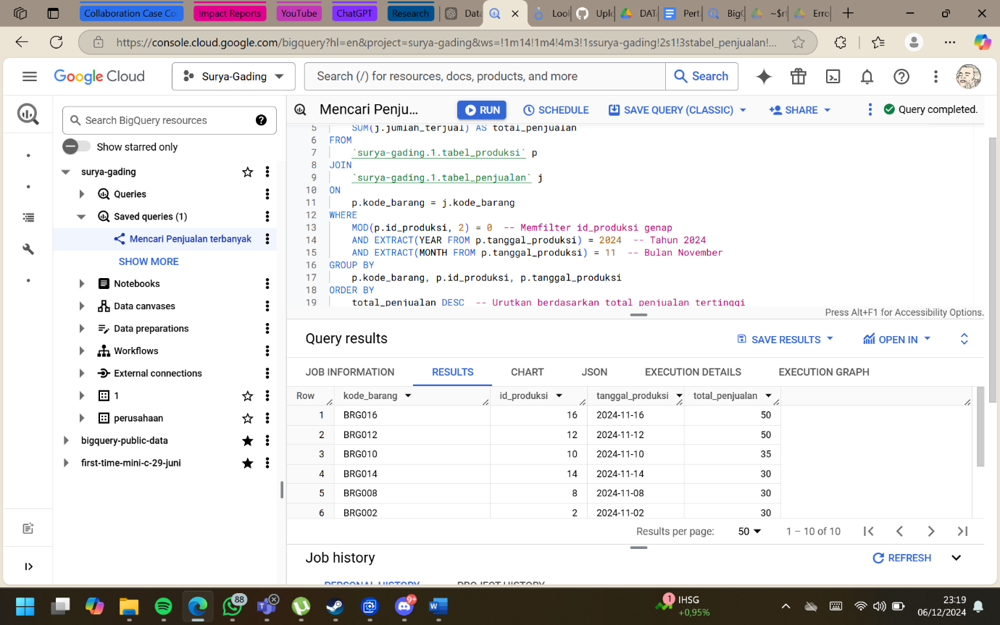 Collaboration Case Co
Impact Reports
YouTube
ChatGPT
Research
Data
Look
Uplo
DATA
Pert
BigQ
~$rt
Erro
https://console.cloud.google.com/bigquery?hl=en&project=surya-gading&ws=!1m14!1m4!4m3!1ssurya-gading!2s1!3stabel_penjualan!...
Google Cloud
Surya-Gading
Search (/) for resources, docs, products, and more
Search
Search BigQuery resources
Show starred only
surya-gading
Queries
Saved queries (1)
Mencari Penjualan terbanyak
SHOW MORE
Notebooks
Data canvases
Data preparations
Workflows
External connections
1
perusahaan
bigquery-public-data
first-time-mini-c-29-juni
Mencari Penju...
RUN
SCHEDULE
SAVE QUERY (CLASSIC)
SHARE
Query completed.
5 SUM(j.jumlah_terjual) AS total_penjualan
6 FROM
7 `surya-gading.1.tabel_produksi` p
8 JOIN
9 `surya-gading.1.tabel_penjualan` j
10 ON
11 p.kode_barang = j.kode_barang
12 WHERE
13 MOD(p.id_produksi, 2) = 0 -- Memfilter id_produksi genap
14 AND EXTRACT(YEAR FROM p.tanggal_produksi) = 2024 -- Tahun 2024
15 AND EXTRACT(MONTH FROM p.tanggal_produksi) = 11 -- Bulan November
16 GROUP BY
17 p.kode_barang, p.id_produksi, p.tanggal_produksi
18 ORDER BY
19 total_penjualan DESC -- Urutkan berdasarkan total penjualan tertinggi
Press Alt+F1 for Accessibility Options.
Query results
SAVE RESULTS
OPEN IN
JOB INFORMATION RESULTS CHART JSON EXECUTION DETAILS EXECUTION GRAPH
Row kode_barang id_produksi tanggal_produksi total_penjualan
1 BRG016 16 2024-11-16 50
2 BRG012 12 2024-11-12 50
3 BRG010 10 2024-11-10 35
4 BRG014 14 2024-11-14 30
5 BRG008 8 2024-11-08 30
6 BRG002 2 2024-11-02 30
Results per page: 50 1 – 10 of 10
Job history
REFRESH
PERSONAL HISTORY PROJECT HISTORY
88
9+
1
IHSG
+0,95%
23:19
06/12/2024